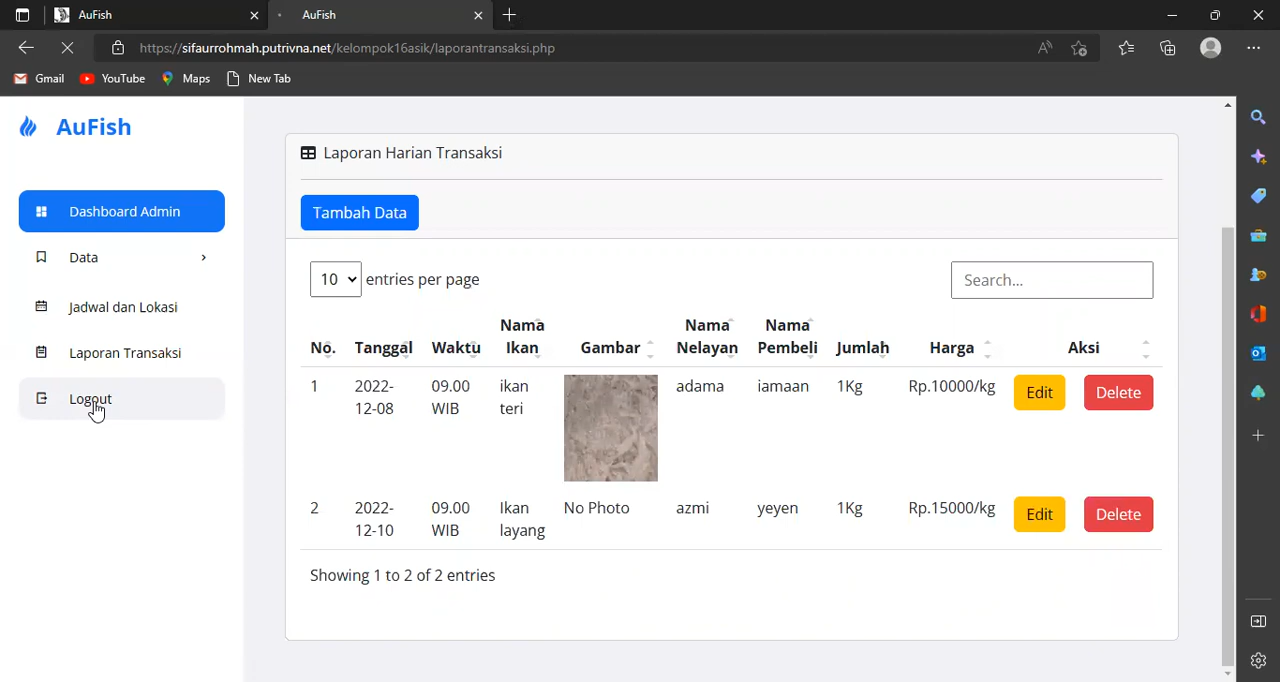 AuFish
AuFish
https://sifaurrohmah.putrivna.net/kelompok16asik/laporantransaksi.php
Gmail YouTube Maps New Tab
AuFish
Dashboard Admin
Data
Jadwal dan Lokasi
Laporan Transaksi
Logout
Laporan Harian Transaksi
Tambah Data
10 entries per page
Search...
No. Tanggal Waktu Nama Ikan Gambar Nama Nelayan Nama Pembeli Jumlah Harga Aksi
1 2022-12-08 09.00 WIB ikan teri adama iamaan 1Kg Rp.10000/kg Edit Delete
2 2022-12-10 09.00 WIB Ikan layang No Photo azmi yeyen 1Kg Rp.15000/kg Edit Delete
Showing 1 to 2 of 2 entries